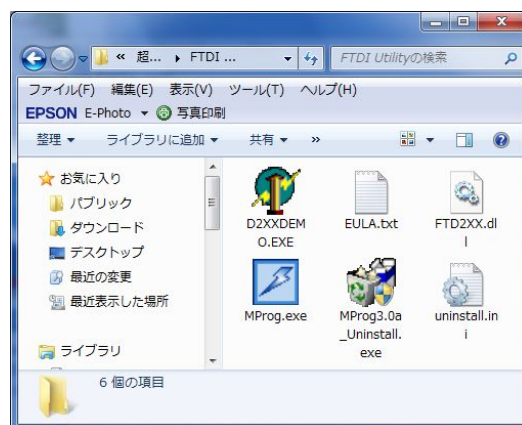 « 超... ▸ FTDI ...
FTDI Utilityの検索
ファイル(F) 編集(E) 表示(V) ツール(T) ヘルプ(H)
EPSON E-Photo 写真印刷
整理 ライブラリに追加 共有 »
お気に入り
パブリック
ダウンロード
デスクトップ
最近の変更
最近表示した場所
ライブラリ
D2XXDEM
O.EXE
EULA.txt
FTD2XX.dl
l
MProg.exe
MProg3.0a
_Uninstall.
exe
uninstall.in
i
6 個の項目